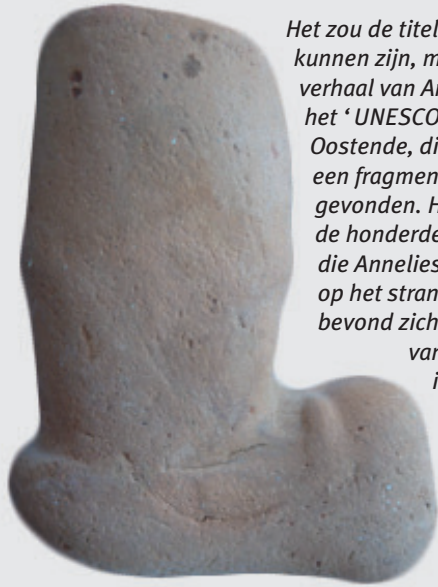 Het zou de titel
kunnen zijn, m
verhaal van A
het ‘ UNESCO
Oostende, di
een fragmen
gevonden. H
de honderde
die Annelies
op het stran
bevond zich
var
i